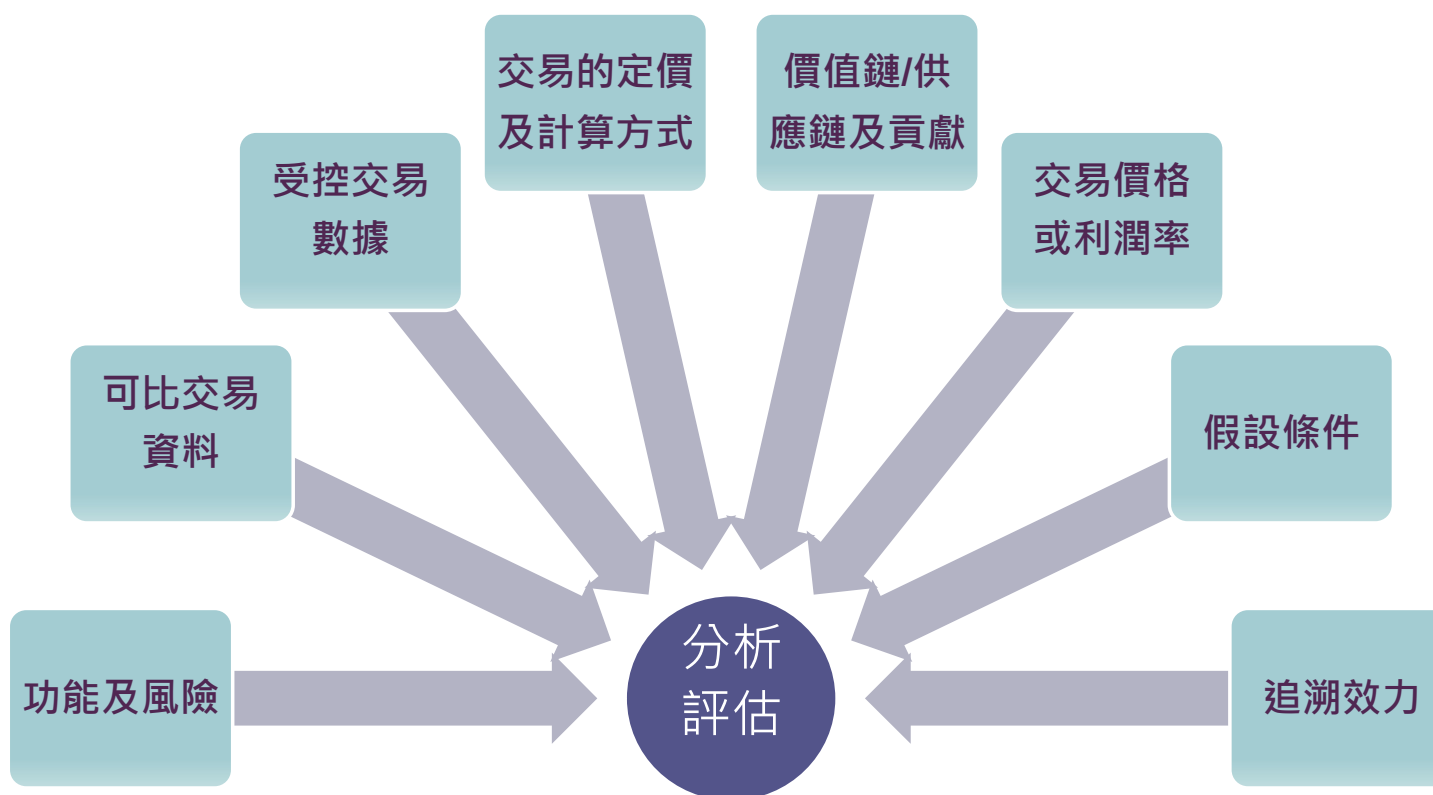 功能及風險
可比交易
資料
受控交易
數據
交易的定價
及計算方式
價值鏈/供
應鏈及貢獻
交易價格
或利潤率
假設條件
追溯效力
分析
評估